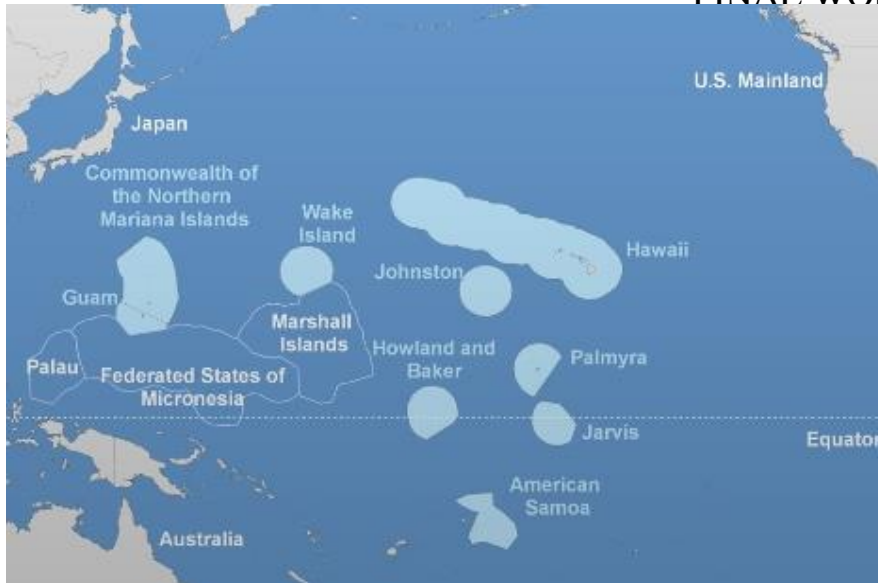 U.S. Mainland
Japan
Commonwealth of
the Northern
Mariana Islands
Wake
Island
Hawaii
Johnston
Guam
Marshall
Islands
Howland and
Baker
Palmyra
Palau
Federated States of
Micronesia
Jarvis
Equator
American
Samoa
Australia